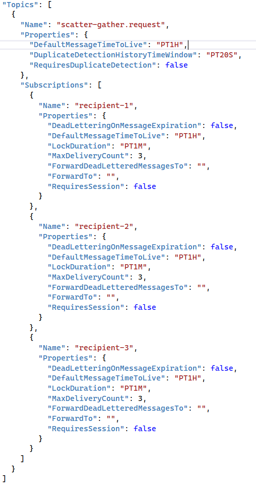 "Topics": [
  {
    "Name": "scatter-gather.request",
    "Properties": {
      "DefaultMessageTimeToLive": "PT1H",
      "DuplicateDetectionHistoryTimeWindow": "PT20S",
      "RequiresDuplicateDetection": false
    },
    "Subscriptions": [
      {
        "Name": "recipient-1",
        "Properties": {
          "DeadLetteringOnMessageExpiration": false,
          "DefaultMessageTimeToLive": "PT1H",
          "LockDuration": "PT1M",
          "MaxDeliveryCount": 3,
          "ForwardDeadLetteredMessagesTo": "",
          "ForwardTo": "",
          "RequiresSession": false
        }
      },
      {
        "Name": "recipient-2",
        "Properties": {
          "DeadLetteringOnMessageExpiration": false,
          "DefaultMessageTimeToLive": "PT1H",
          "LockDuration": "PT1M",
          "MaxDeliveryCount": 3,
          "ForwardDeadLetteredMessagesTo": "",
          "ForwardTo": "",
          "RequiresSession": false
        }
      },
      {
        "Name": "recipient-3",
        "Properties": {
          "DeadLetteringOnMessageExpiration": false,
          "DefaultMessageTimeToLive": "PT1H",
          "LockDuration": "PT1M",
          "MaxDeliveryCount": 3,
          "ForwardDeadLetteredMessagesTo": "",
          "ForwardTo": "",
          "RequiresSession": false
        }
      }
    ]
  }
]